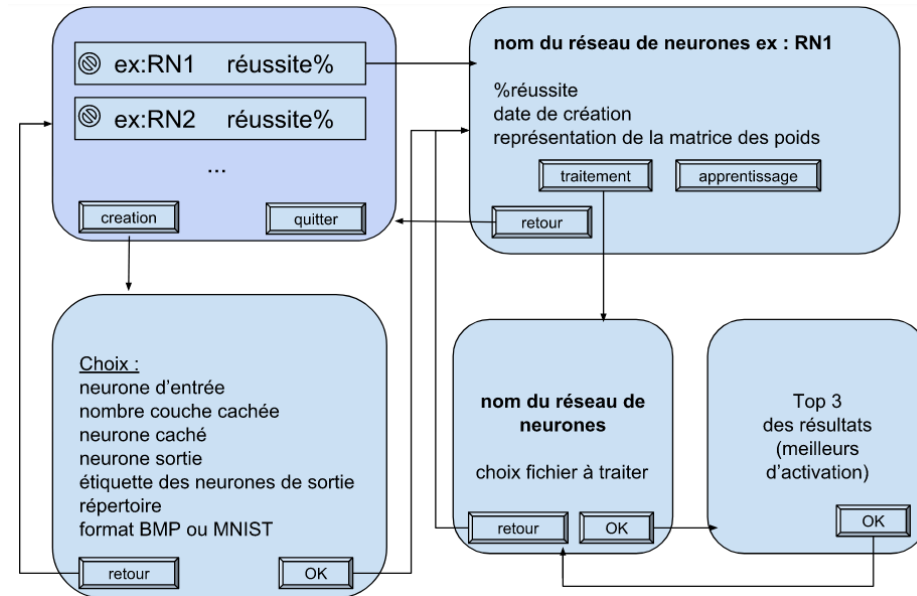 ex:RN1 réussite%
ex:RN2 réussite%
...
creation
quitter
nom du réseau de neurones ex : RN1
%réussite
date de création
représentation de la matrice des poids
traitement
apprentissage
retour
Choix :
neurone d'entrée
nombre couche cachée
neurone caché
neurone sortie
étiquette des neurones de sortie
répertoire
format BMP ou MNIST
retour
OK
nom du réseau de
neurones
choix fichier à traiter
retour
OK
Top 3
des résultats
(meilleurs
d'activation)
OK